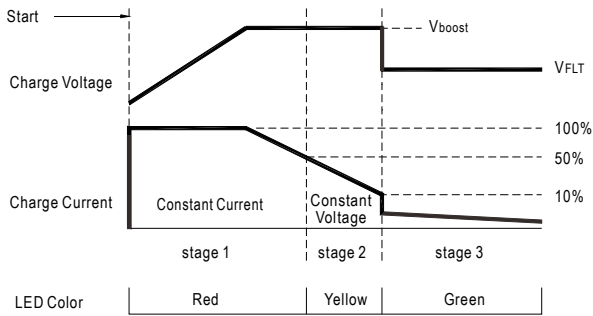 Start
Vboost
VFLT
Charge Voltage
100%
50%
10%
Charge Current
Constant Current
Constant
Voltage
stage 1
stage 2
stage 3
LED Color
Red
Yellow
Green